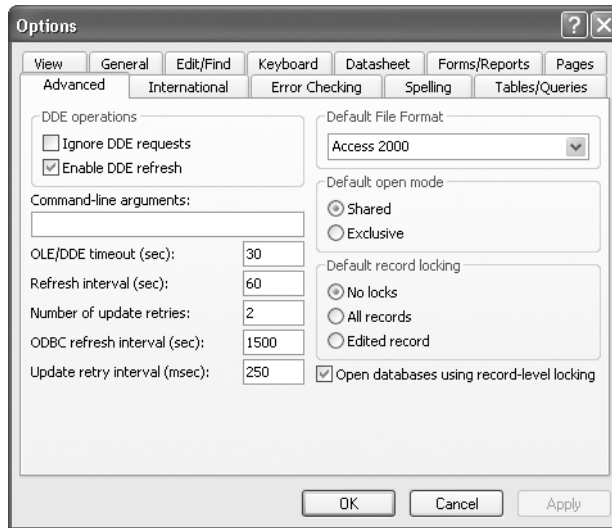 Options
View General Edit/Find Keyboard Datasheet Forms/Reports Pages
Advanced International Error Checking Spelling Tables/Queries
DDE operations
Ignore DDE requests
Enable DDE refresh
Command-line arguments:
OLE/DDE timeout (sec): 30
Refresh interval (sec): 60
Number of update retries: 2
ODBC refresh interval (sec): 1500
Update retry interval (msec): 250
Default File Format
Access 2000
Default open mode
Shared
Exclusive
Default record locking
No locks
All records
Edited record
Open databases using record-level locking
OK Cancel Apply